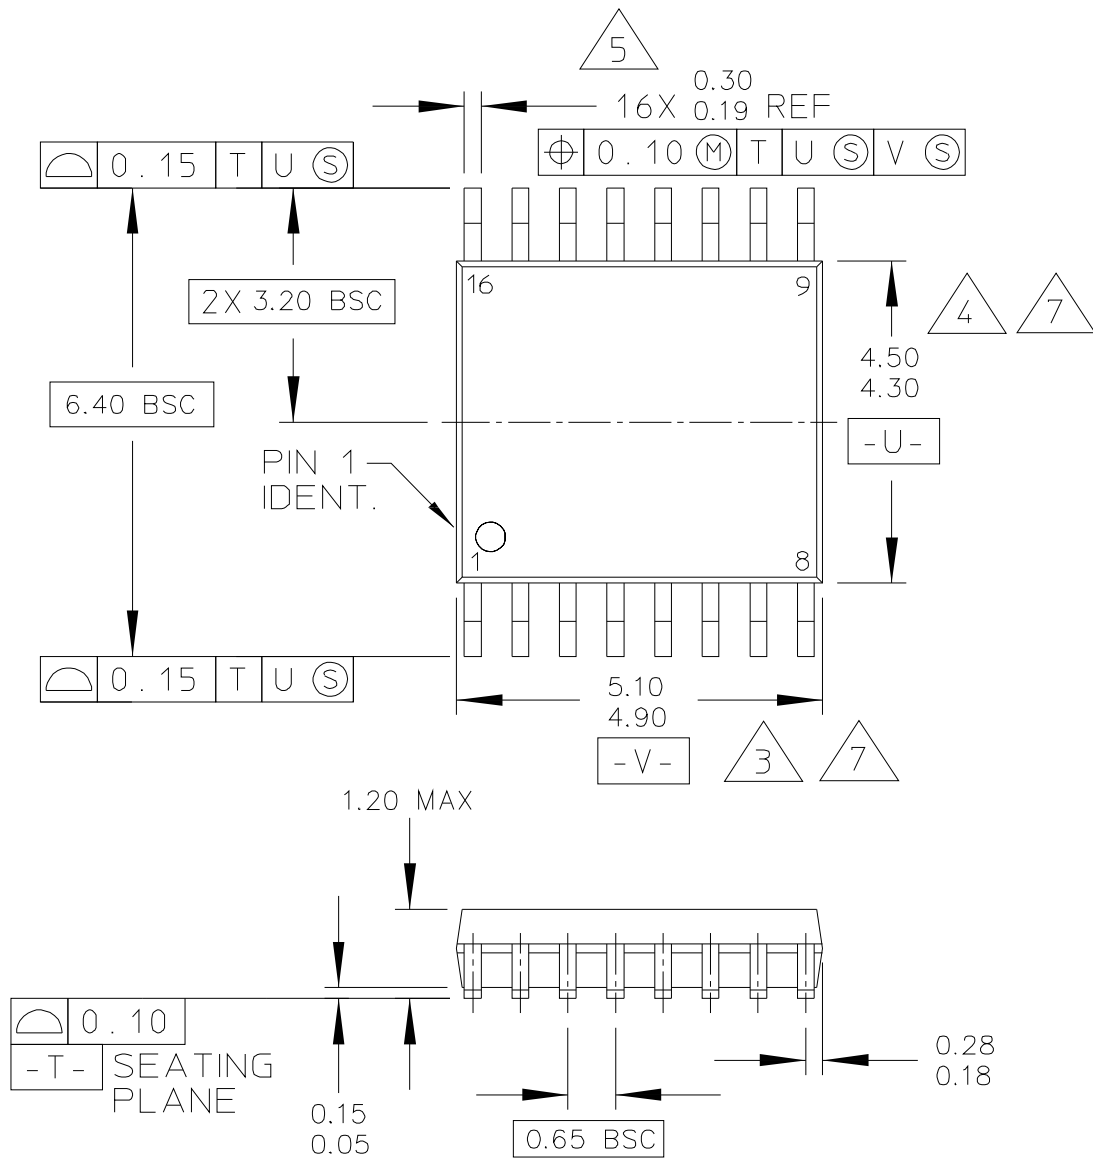 5
0.30
16X 0.19 REF
0.10 M T U S V S
0.15 T U S
16
9
2X 3.20 BSC
4
7
4.50
4.30
6.40 BSC
-U-
PIN 1
IDENT.
1
8
0.15 T U S
5.10
4.90
-V-
3
7
1.20 MAX
0.10
-T- SEATING
PLANE
0.15
0.05
0.65 BSC
0.28
0.18